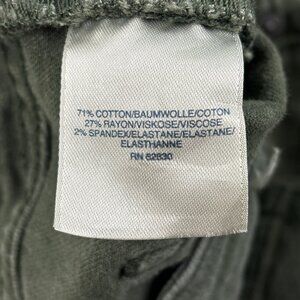 71% COTTON/BAUMWOLLE/COTON
27% RAYON/VISKOSE/VISCOSE
2% SPANDEX/ELASTANE/ELASTANE/
ELASTHANNE
RN 52830